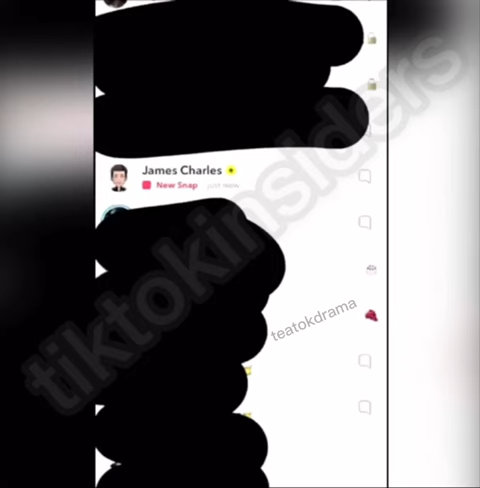 James Charles
New Snap just now
teatokdrama
tiktokinsiders